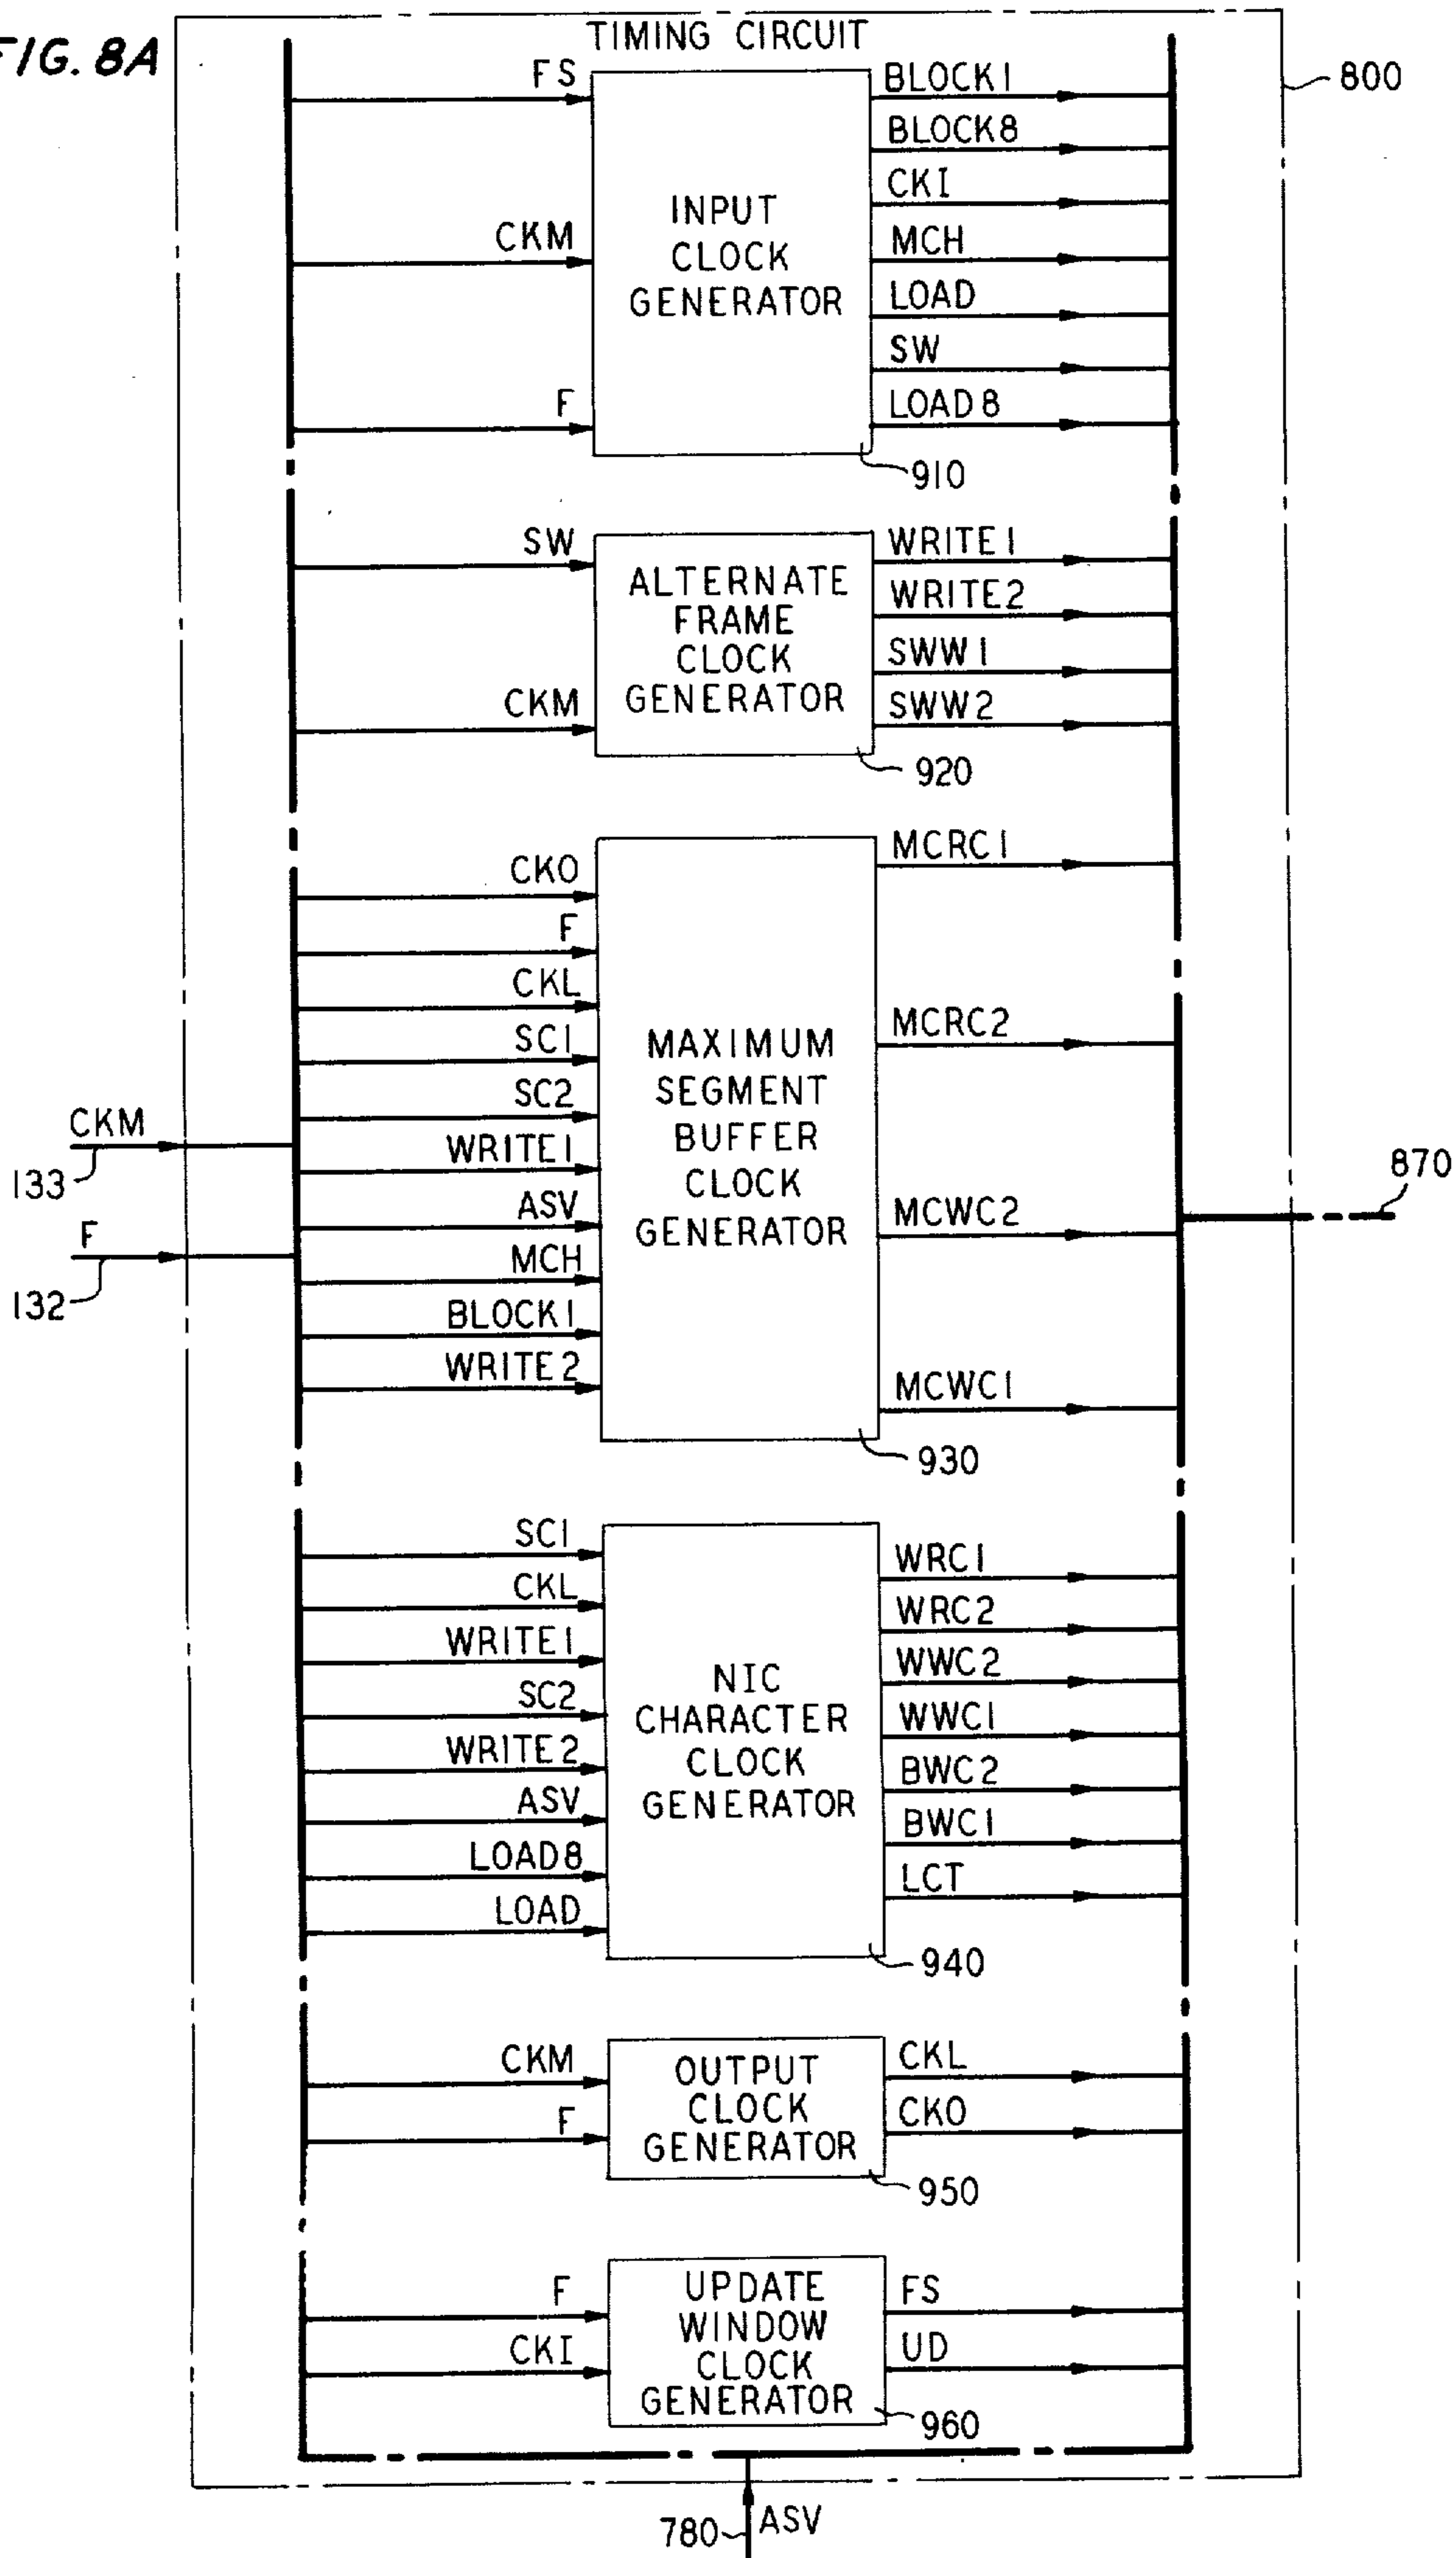 FIG. 8A
TIMING CIRCUIT
800
FS
CKM
F
INPUT
CLOCK
GENERATOR
BLOCK1
BLOCK8
CKI
MCH
LOAD
SW
LOAD8
910
SW
CKM
ALTERNATE
FRAME
CLOCK
GENERATOR
WRITE1
WRITE2
SWW1
SWW2
920
CKO
F
CKL
SC1
SC2
WRITE1
ASV
MCH
BLOCK1
WRITE2
MAXIMUM
SEGMENT
BUFFER
CLOCK
GENERATOR
MCRC1
MCRC2
MCWC2
MCWC1
930
CKM
133
F
132
870
SC1
CKL
WRITE1
SC2
WRITE2
ASV
LOAD8
LOAD
NIC
CHARACTER
CLOCK
GENERATOR
WRC1
WRC2
WWC2
WWC1
BWC2
BWC1
LCT
940
CKM
F
OUTPUT
CLOCK
GENERATOR
CKL
CKO
950
F
CKI
UPDATE
WINDOW
CLOCK
GENERATOR
FS
UD
960
780
ASV